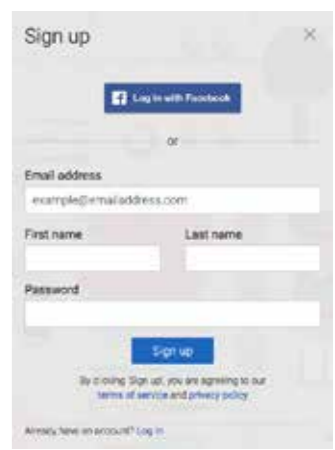 Sign up
Log in with Facebook
or
Email address
example@emailaddress.com
First name Last name
Password
Sign up
By clicking 'Sign up', you are agreeing to our
terms of service and privacy policy
Already have an account? Log in